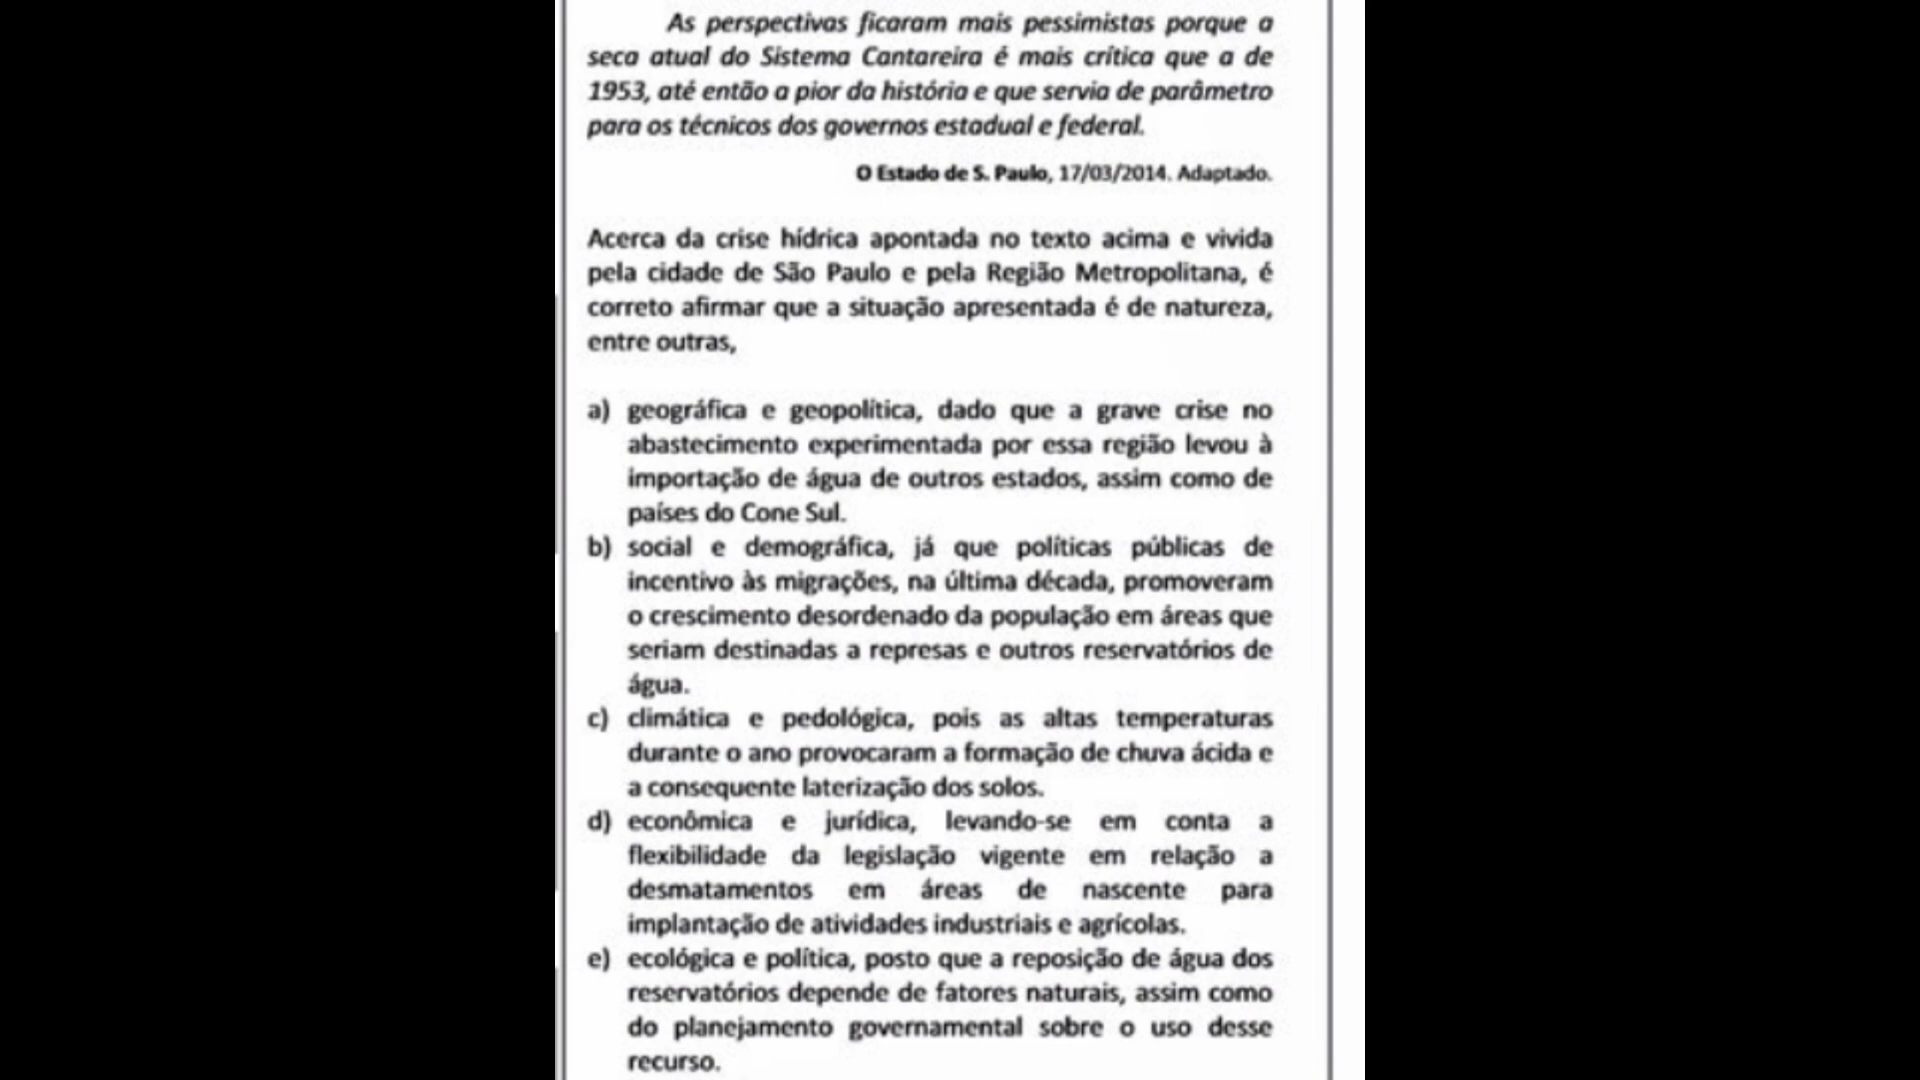 As perspectivas ficaram mais pessimistas porque a
seca atual do Sistema Cantareira é mais crítica que a de
1953, até então a pior da história e que servia de parâmetro
para os técnicos dos governos estadual e federal.
O Estado de S. Paulo, 17/03/2014. Adaptado.
Acerca da crise hídrica apontada no texto acima e vivida
pela cidade de São Paulo e pela Região Metropolitana, é
correto afirmar que a situação apresentada é de natureza,
entre outras,
a) geográfica e geopolítica, dado que a grave crise no
abastecimento experimentada por essa região levou à
importação de água de outros estados, assim como de
países do Cone Sul.
b) social e demográfica, já que políticas públicas de
incentivo às migrações, na última década, promoveram
o crescimento desordenado da população em áreas que
seriam destinadas a represas e outros reservatórios de
água.
c) climática e pedológica, pois as altas temperaturas
durante o ano provocaram a formação de chuva ácida e
a consequente laterização dos solos.
d) econômica e jurídica, levando-se em conta a
flexibilidade da legislação vigente em relação a
desmatamentos em áreas de nascente para
implantação de atividades industriais e agrícolas.
e) ecológica e política, posto que a reposição de água dos
reservatórios depende de fatores naturais, assim como
do planejamento governamental sobre o uso desse
recurso.